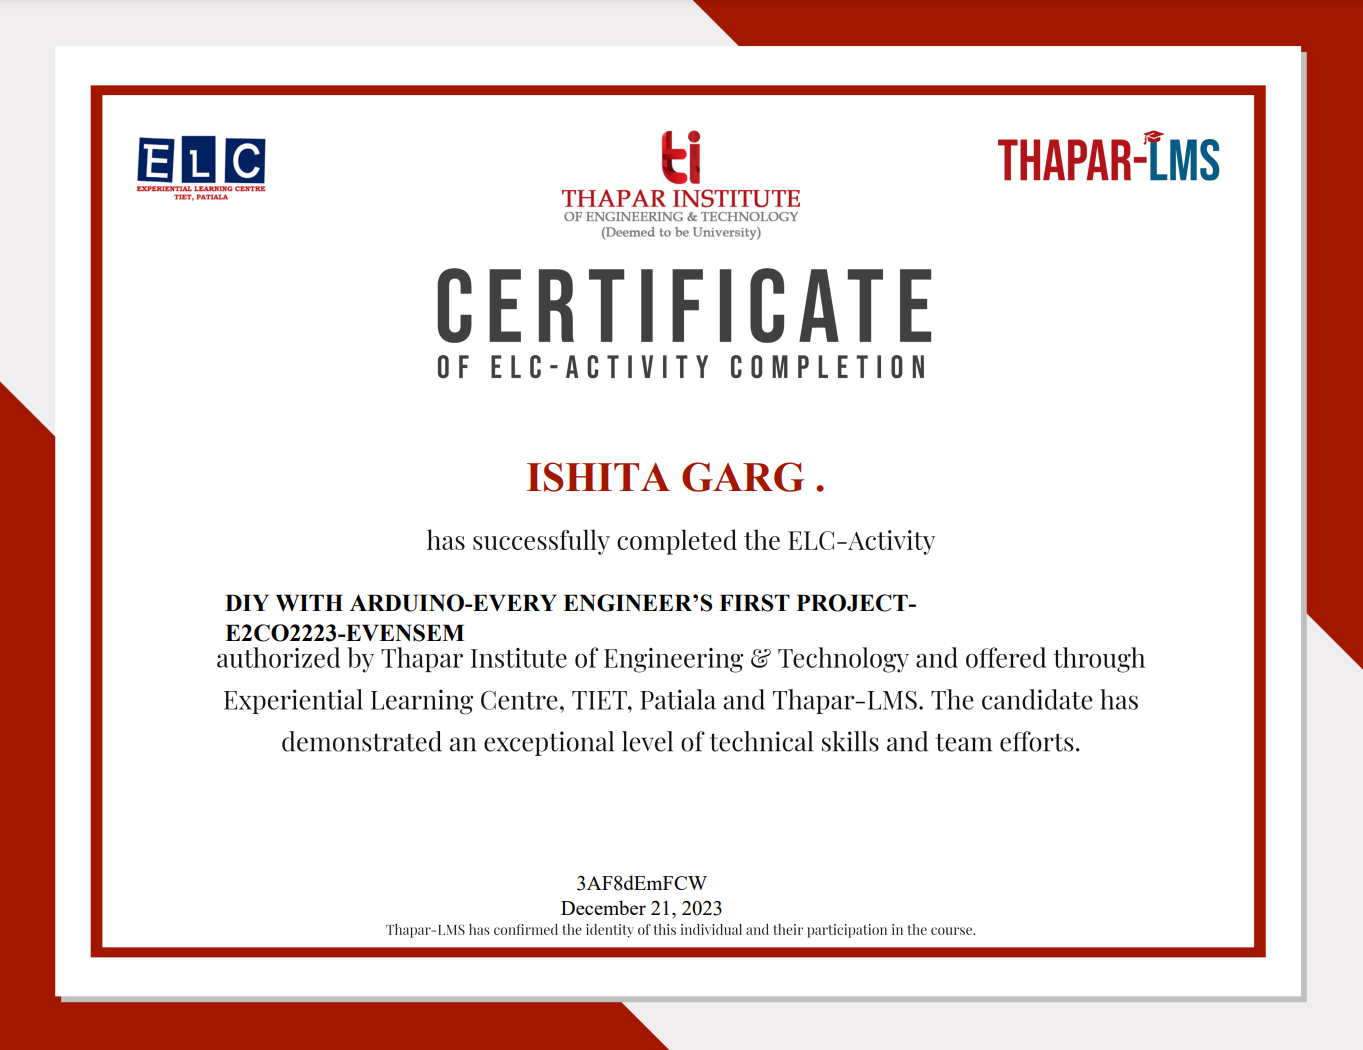 ELC
EXPERIENTIAL LEARNING CENTRE
TIET, PATIALA
ti
THAPAR INSTITUTE
OF ENGINEERING & TECHNOLOGY
(Deemed to be University)
THAPAR-LMS
CERTIFICATE
OF ELC-ACTIVITY COMPLETION
ISHITA GARG .
has successfully completed the ELC-Activity
DIY WITH ARDUINO-EVERY ENGINEER’S FIRST PROJECT-
E2CO2223-EVENSEM
authorized by Thapar Institute of Engineering & Technology and offered through
Experiential Learning Centre, TIET, Patiala and Thapar-LMS. The candidate has
demonstrated an exceptional level of technical skills and team efforts.
3AF8dEmFCW
December 21, 2023
Thapar-LMS has confirmed the identity of this individual and their participation in the course.